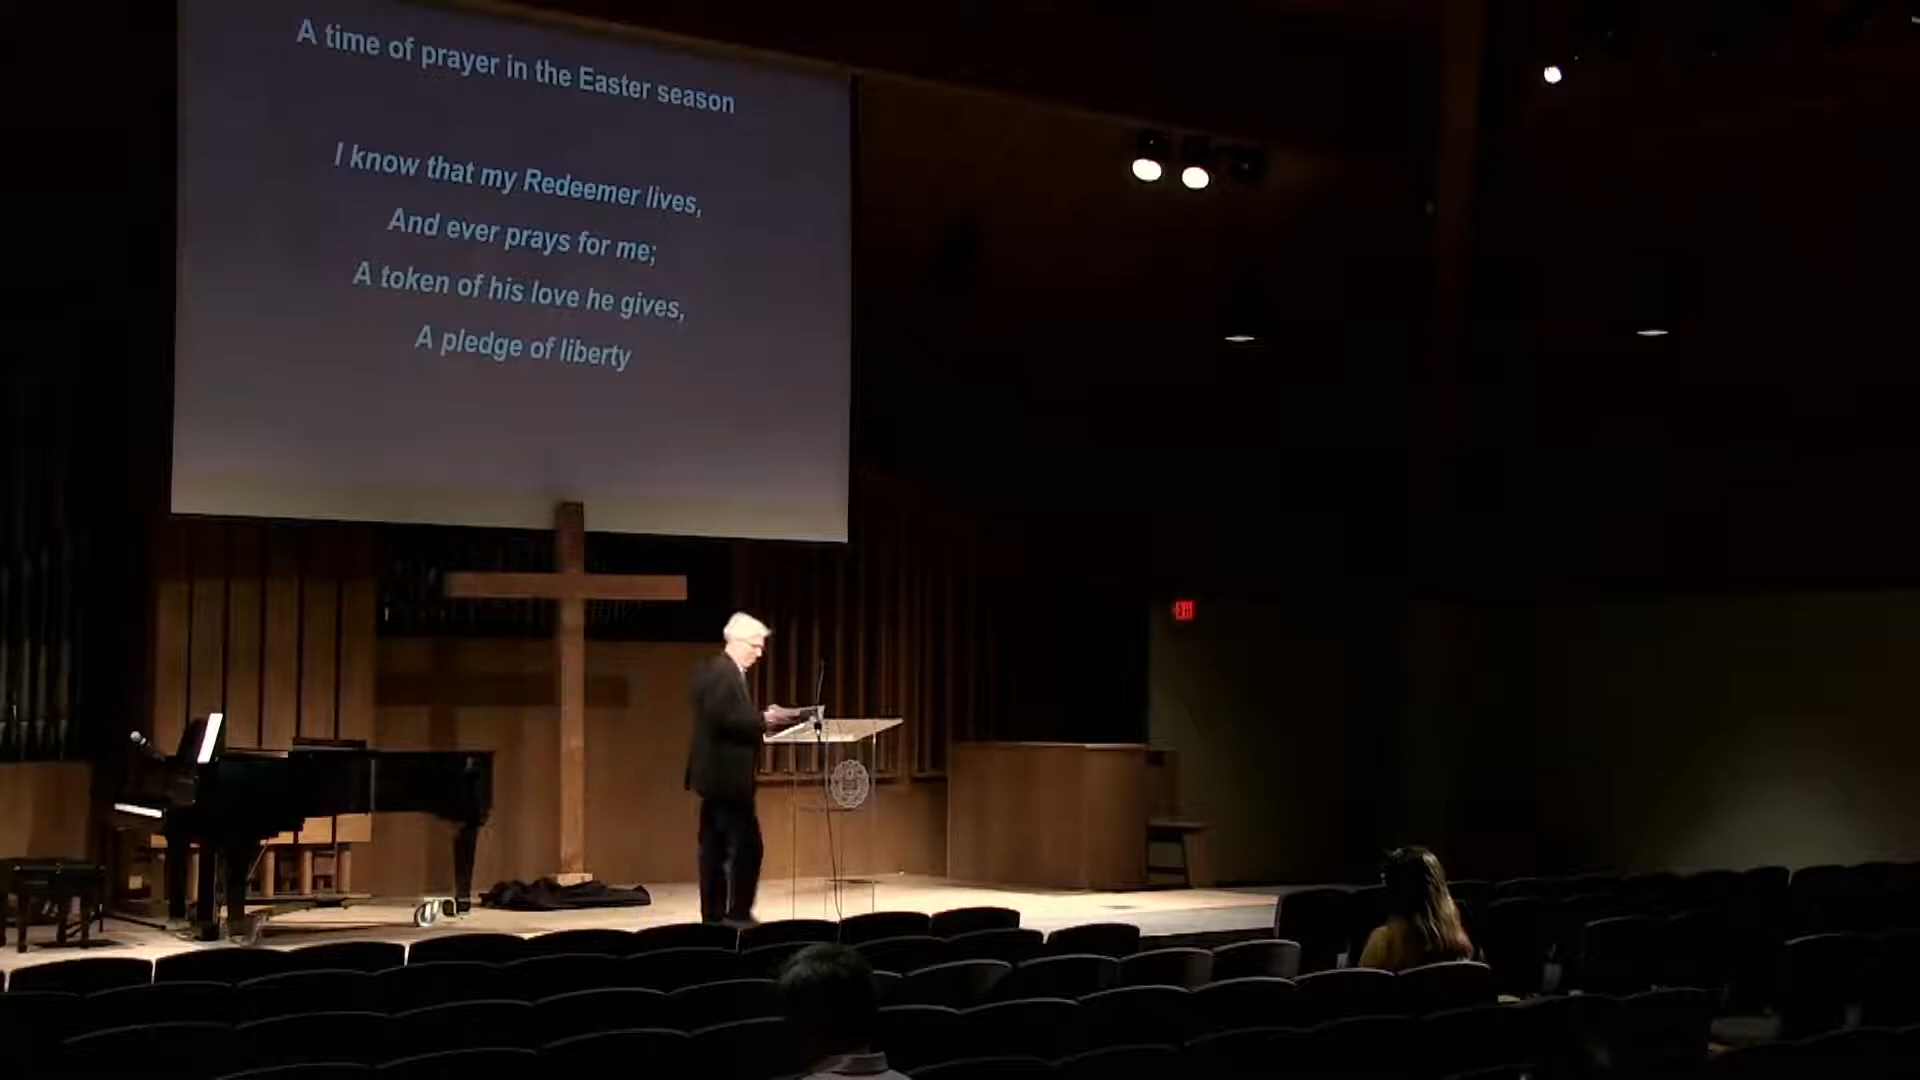 A time of prayer in the Easter season
I know that my Redeemer lives,
And ever prays for me;
A token of his love he gives,
A pledge of liberty